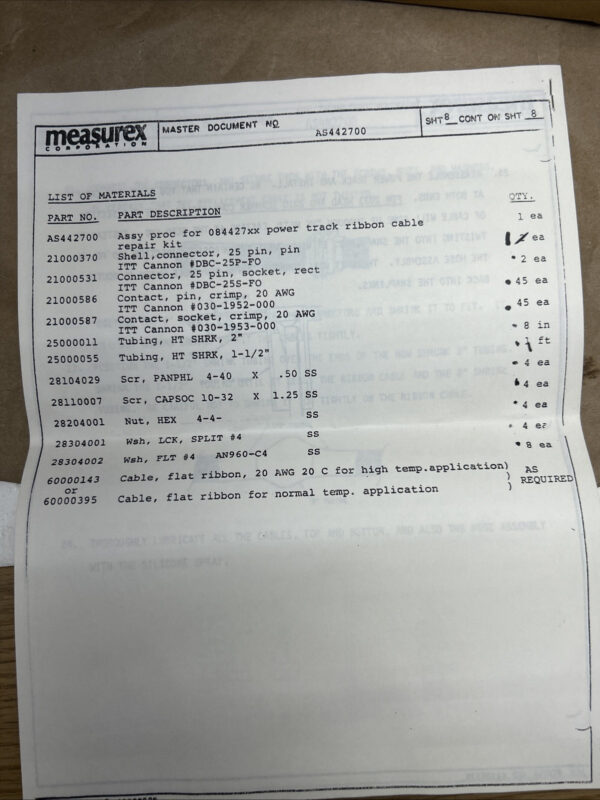 measurex
CORPORATION
MASTER DOCUMENT NO
AS442700
SHT 8 CONT ON SHT 8
LIST OF MATERIALS
PART NO. PART DESCRIPTION QTY.
AS442700 Assy proc for 084427xx power track ribbon cable 1 ea
repair kit
21000370 Shell,connector, 25 pin, pin 2 ea
ITT Cannon #DBC-25P-FO
21000531 Connector, 25 pin, socket, rect 2 ea
ITT Cannon #DBC-25S-FO
21000586 Contact, pin, crimp, 20 AWG 45 ea
ITT Cannon #030-1952-000
21000587 Contact, socket, crimp, 20 AWG 45 ea
ITT Cannon #030-1953-000
25000011 Tubing, HT SHRK, 2" 8 in
25000055 Tubing, HT SHRK, 1-1/2" 1 ft
28104029 Scr, PANPHL 4-40 X .50 SS 4 ea
28110007 Scr, CAPSOC 10-32 X 1.25 SS 4 ea
28204001 Nut, HEX 4-4- SS 4 ea
28304001 Wsh, LCK, SPLIT #4 SS 4 ea
28304002 Wsh, FLT #4 AN960-C4 SS 8 ea
60000143 Cable, flat ribbon, 20 AWG 20 C for high temp.application) AS
or ) REQUIRED
60000395 Cable, flat ribbon for normal temp. application )